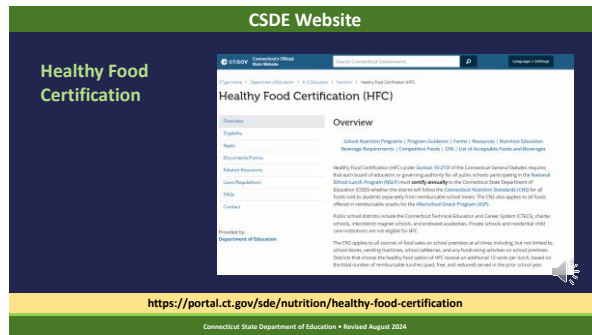 CSDE Website
Healthy Food
Certification
CT.GOV Connecticut's Official
State Website
Search Connecticut Government...
Language + Settings
CT.gov Home / Department of Education / K-12 Education / Nutrition / Healthy Food Certification (HFC)
Healthy Food Certification (HFC)
Overview
Eligibility
Apply
Documents/Forms
Related Resources
Laws/Regulations
FAQs
Contact
Provided by:
Department of Education
Overview
School Nutrition Programs | Program Guidance | Forms | Resources | Nutrition Education
Beverage Requirements | Competitive Foods | CNS | List of Acceptable Foods and Beverages
Healthy Food Certification (HFC) under Section 10-215f of the Connecticut General Statutes requires
that each board of education or governing authority for all public schools participating in the National
School Lunch Program (NSLP) must certify annually to the Connecticut State Department of
Education (CSDE) whether the district will follow the Connecticut Nutrition Standards (CNS) for all
foods sold to students separately from reimbursable school meals. The CNS also applies to all foods
offered in reimbursable snacks for the Afterschool Snack Program (ASP).
Public school districts include the Connecticut Technical Education and Career System (CTECS), charter
schools, interdistrict magnet schools, and endowed academies. Private schools and residential child
care institutions are not eligible for HFC.
The CNS applies to all sources of food sales on school premises at all times including, but not limited to,
school stores, vending machines, school cafeterias, and any fundraising activities on school premises.
Districts that choose the healthy food option of HFC receive an additional 10 cents per lunch, based on
the total number of reimbursable lunches (paid, free, and reduced) served in the prior school year.
https://portal.ct.gov/sde/nutrition/healthy-food-certification
Connecticut State Department of Education • Revised August 2024